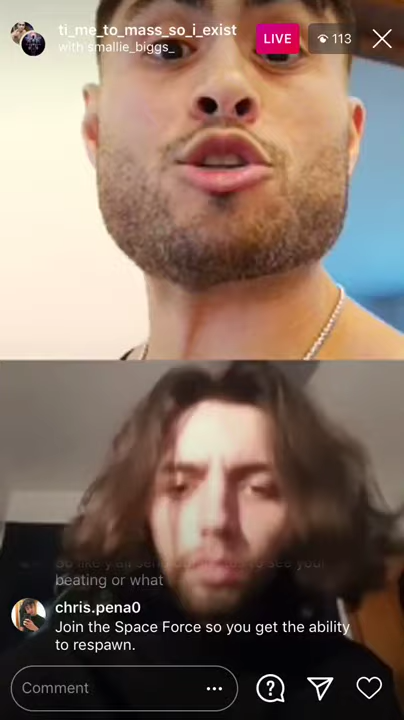 ti_me_to_mass_so_i_exist
with smallie_biggs_
LIVE
113
beating or what
chris.pena0
Join the Space Force so you get the ability
to respawn.
Comment